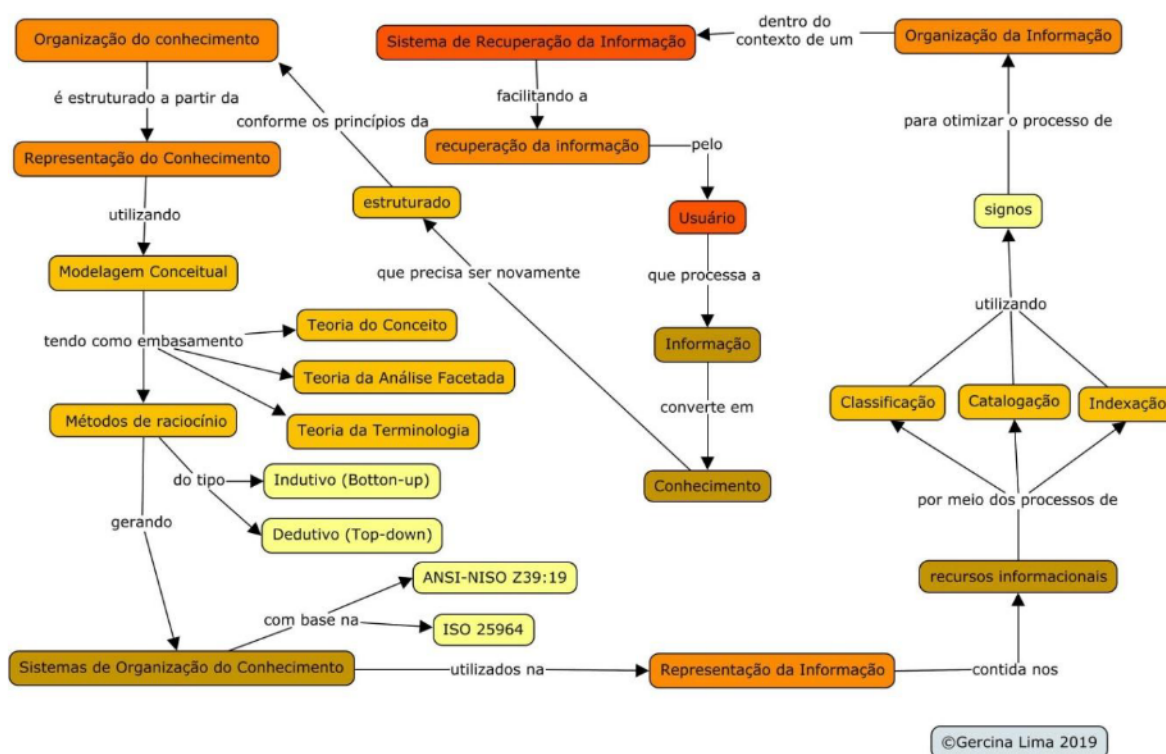 Organização do conhecimento
é estruturado a partir da
Representação do Conhecimento
utilizando
Modelagem Conceitual
tendo como embasamento
Teoria do Conceito
Teoria da Análise Facetada
Teoria da Terminologia
Métodos de raciocínio
do tipo
Indutivo (Botton-up)
Dedutivo (Top-down)
gerando
Sistemas de Organização do Conhecimento
com base na
ANSI-NISO Z39:19
ISO 25964
utilizados na
Representação da Informação
contida nos
recursos informacionais
por meio dos processos de
Classificação
Catalogação
Indexação
utilizando
signos
para otimizar o processo de
Organização da Informação
dentro do
contexto de um
Sistema de Recuperação da Informação
facilitando a
recuperação da informação
pelo
Usuário
que processa a
Informação
converte em
Conhecimento
que precisa ser novamente
estruturado
conforme os princípios da
©Gercina Lima 2019